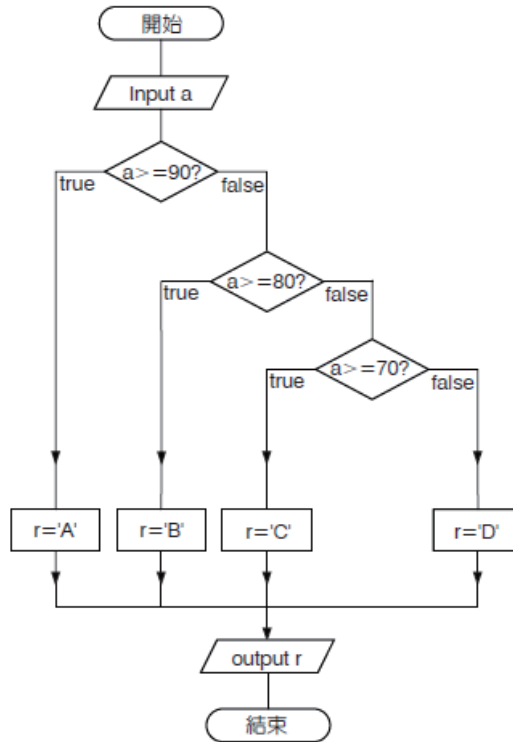 開始
Input a
a>=90?
true
false
a>=80?
true
false
a>=70?
true
false
r='A'
r='B'
r='C'
r='D'
output r
結束